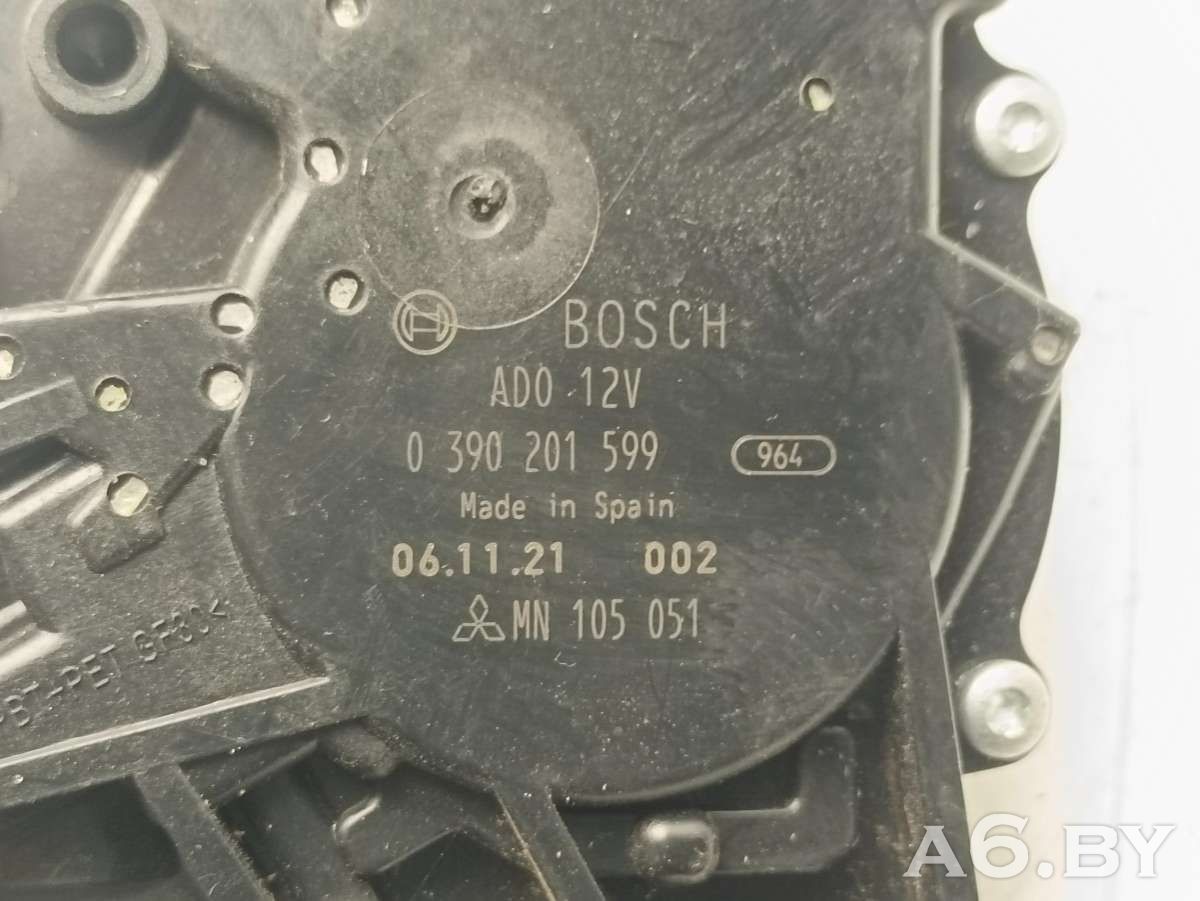 BOSCH
ADO 12V
0 390 201 599 964
Made in Spain
06.11.21 002
MN 105 051
A6.BY